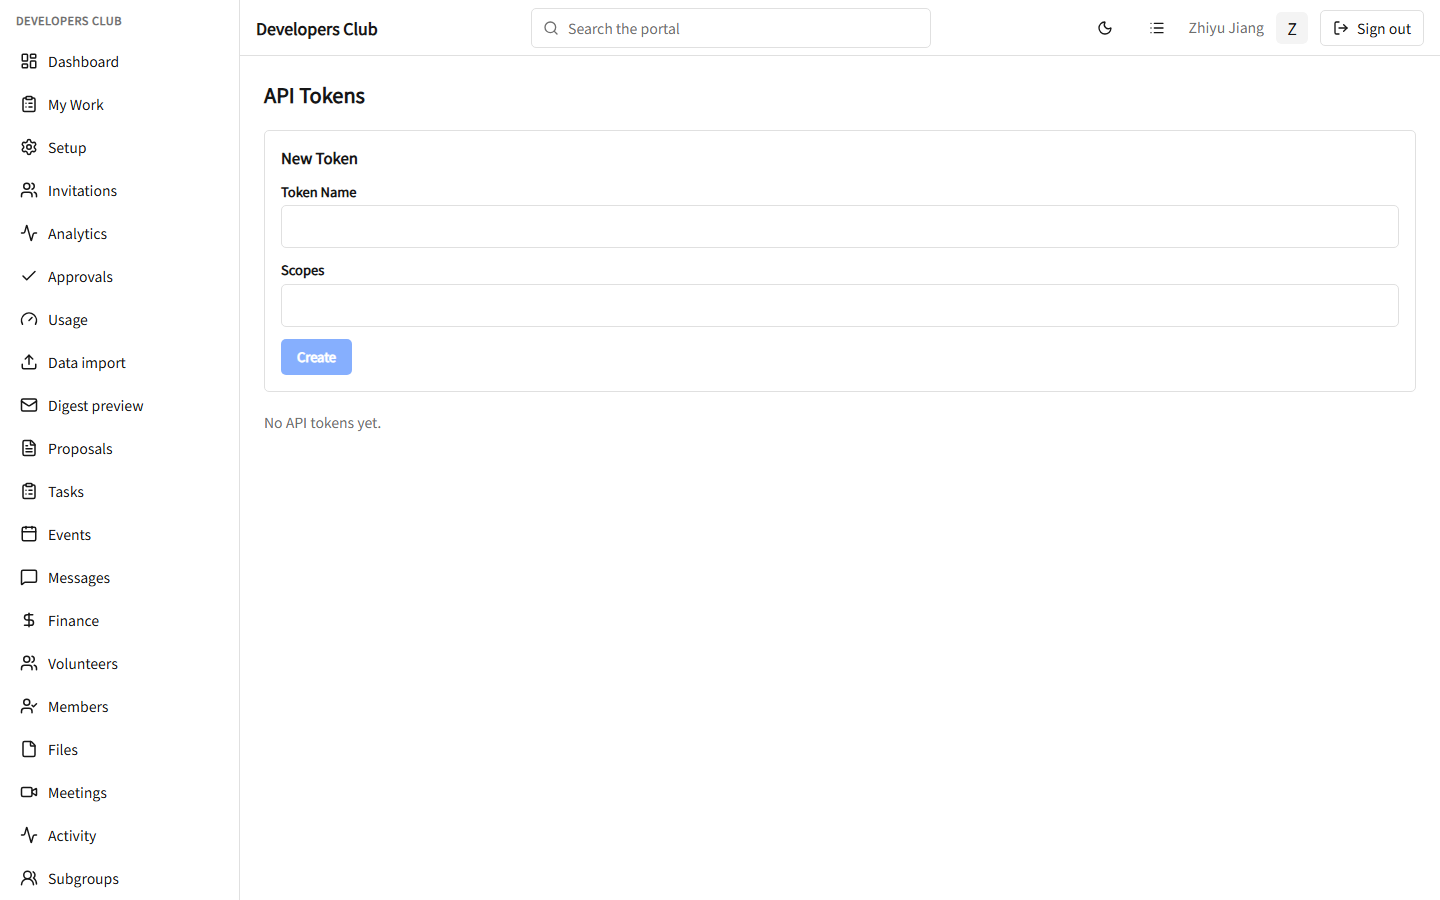 DEVELOPERS CLUB
Dashboard
My Work
Setup
Invitations
Analytics
Approvals
Usage
Data import
Digest preview
Proposals
Tasks
Events
Messages
Finance
Volunteers
Members
Files
Meetings
Activity
Subgroups
Developers Club
Search the portal
Zhiyu Jiang
Z
Sign out
API Tokens
New Token
Token Name
Scopes
Create
No API tokens yet.